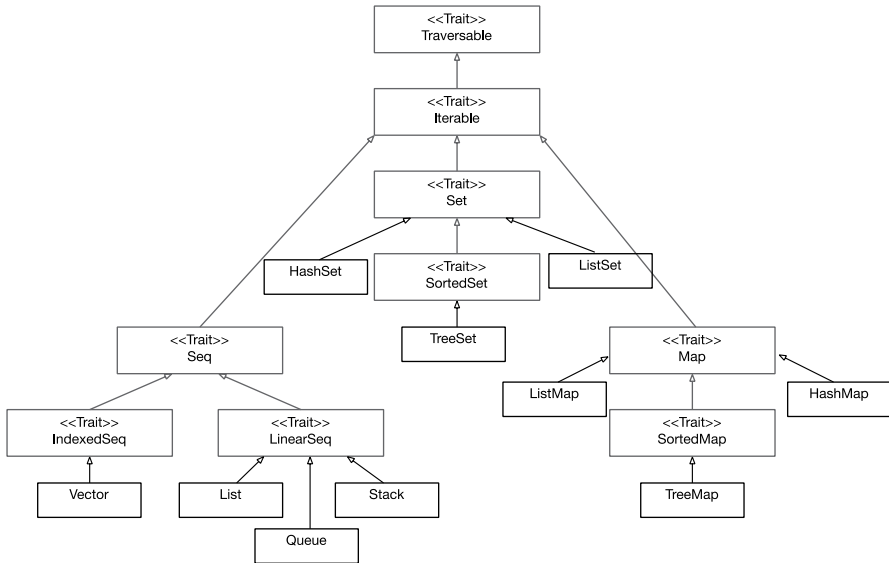 <<Trait>>
Traversable
<<Trait>>
Iterable
<<Trait>>
Set
HashSet
<<Trait>>
SortedSet
ListSet
TreeSet
<<Trait>>
Seq
<<Trait>>
Map
ListMap
HashMap
<<Trait>>
IndexedSeq
<<Trait>>
LinearSeq
<<Trait>>
SortedMap
Vector
List
Stack
TreeMap
Queue